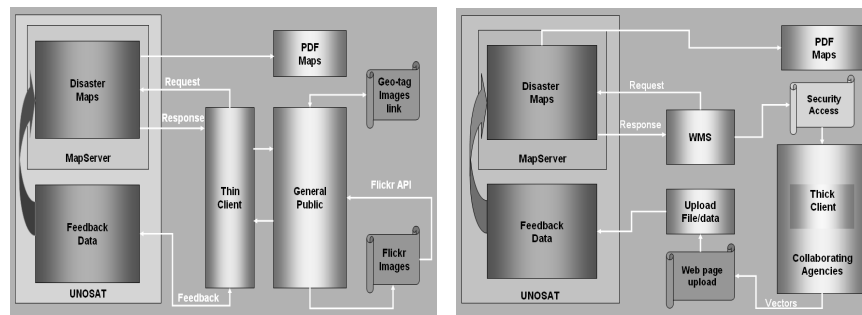 PDF
Maps
Disaster
Maps
Request
Geo-tag
Images
link
Response
MapServer
Thin
Client
General
Public
Flickr API
Feedback
Data
Flickr
Images
UNOSAT
Feedback
PDF
Maps
Disaster
Maps
Request
Security
Access
Response
WMS
MapServer
Thick
Client
Upload
File/data
Feedback
Data
Collaborating
Agencies
Web page
upload
UNOSAT
Vectors